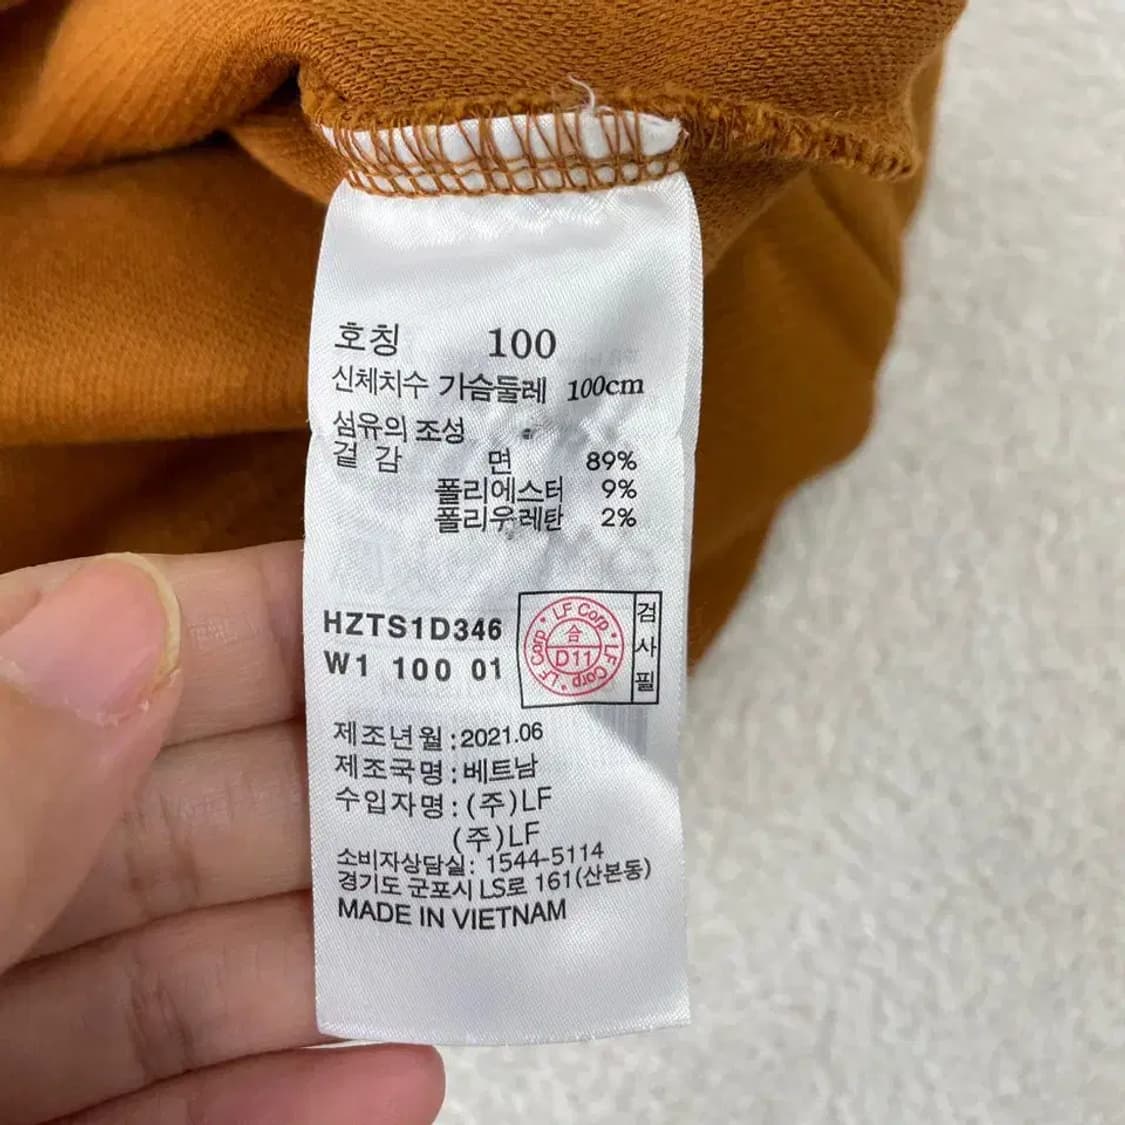 호칭 100
신체치수 가슴둘레 100cm
섬유의 조성
겉 감 면 89%
폴리에스터 9%
폴리우레탄 2%
HZTS1D346
W1 100 01
LF Corp · LF Corp · LF Corp ·
合
D11
검사필
제조년월:2021.06
제조국명:베트남
수입자명:(주)LF
(주)LF
소비자상담실: 1544-5114
경기도 군포시 LS로 161(산본동)
MADE IN VIETNAM